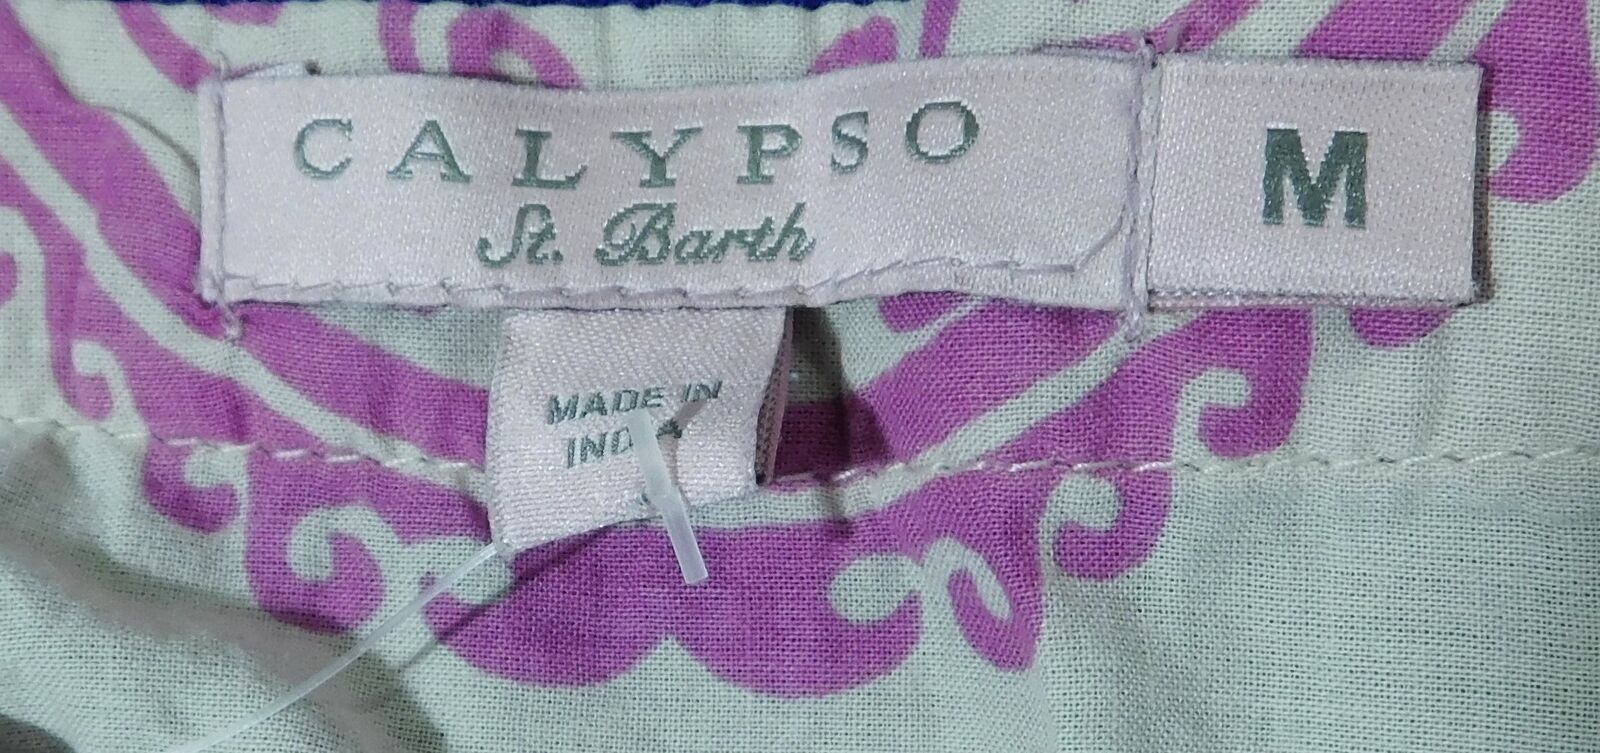 CALYPSO
St. Barth
M
MADE IN
INDIA